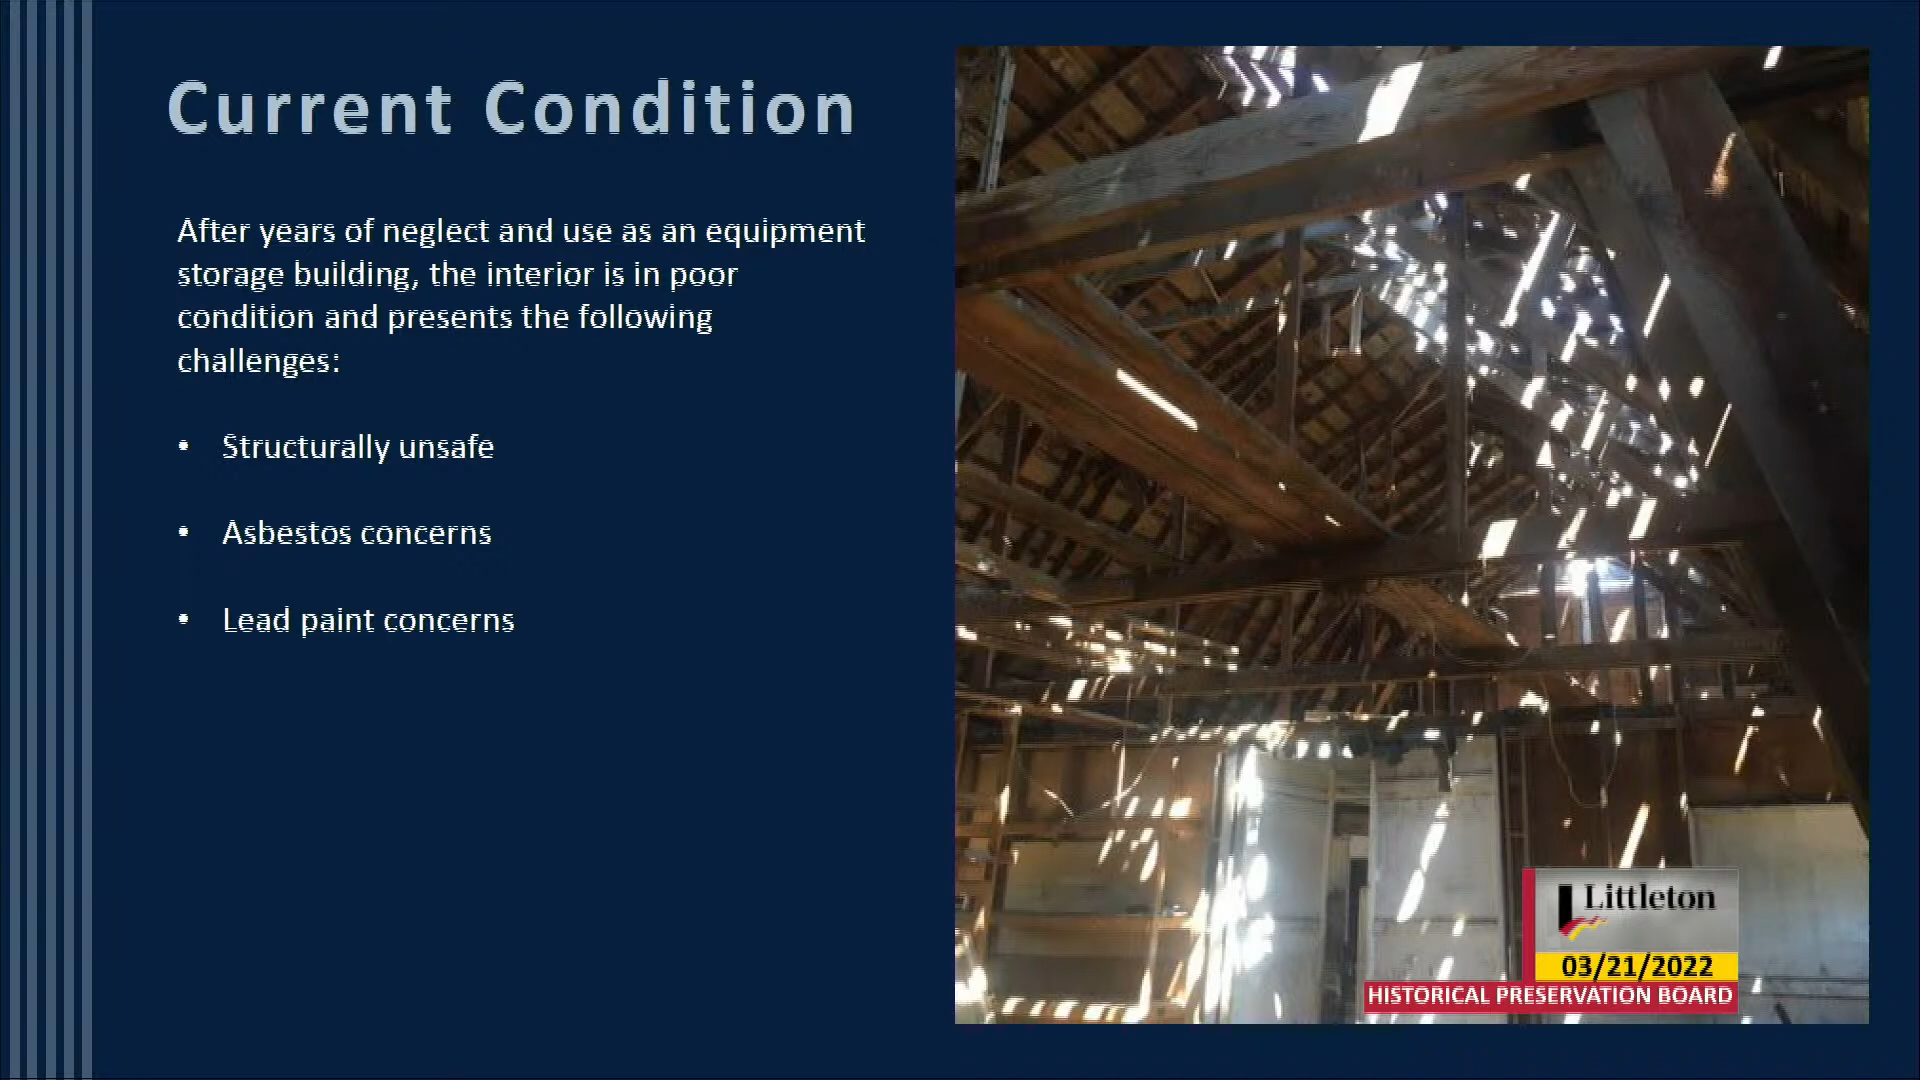 Current Condition
After years of neglect and use as an equipment
storage building, the interior is in poor
condition and presents the following
challenges:
• Structurally unsafe
• Asbestos concerns
• Lead paint concerns
Littleton
03/21/2022
HISTORICAL PRESERVATION BOARD